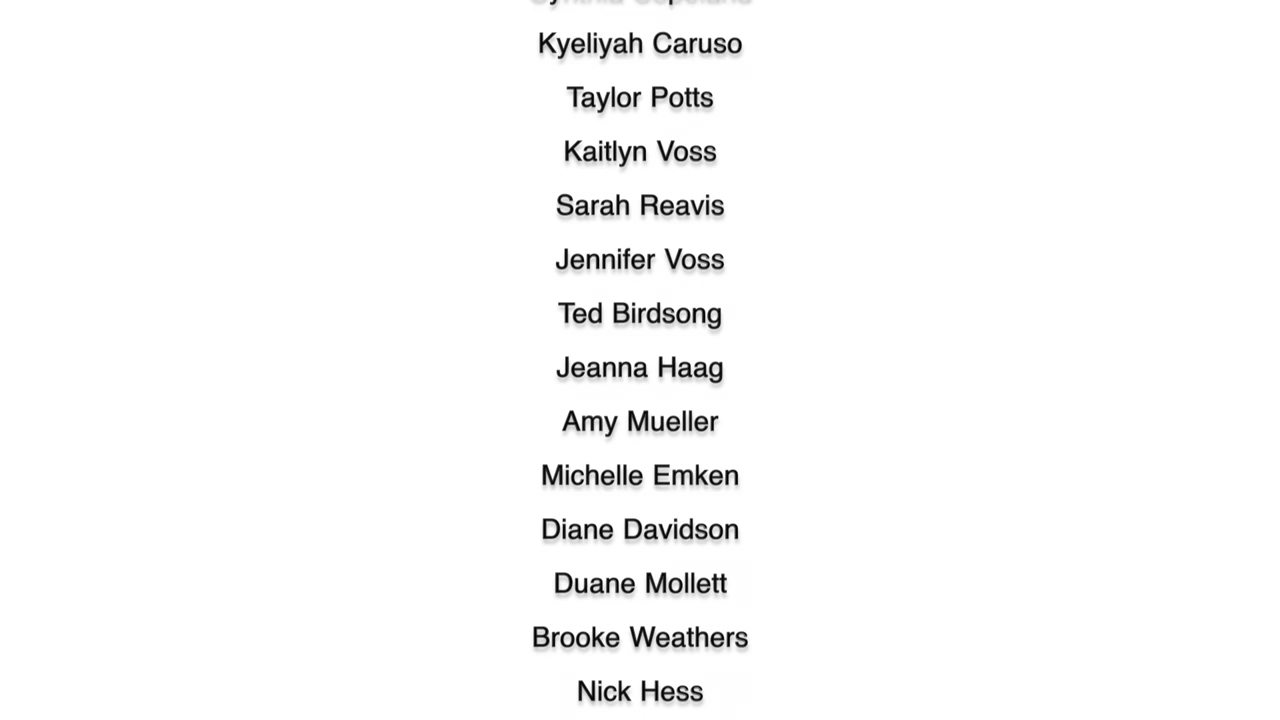 Kyeliyah Caruso
Taylor Potts
Kaitlyn Voss
Sarah Reavis
Jennifer Voss
Ted Birdsong
Jeanna Haag
Amy Mueller
Michelle Emken
Diane Davidson
Duane Mollett
Brooke Weathers
Nick Hess